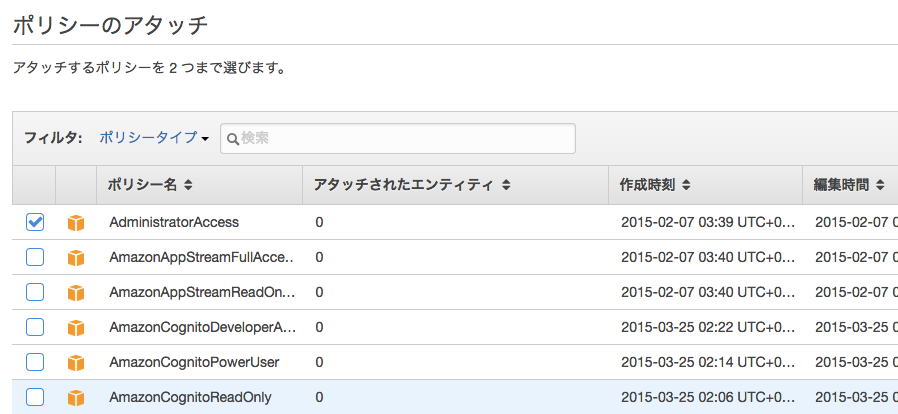 ポリシーのアタッチ
アタッチするポリシーを 2 つまで選びます。
フィルタ: ポリシータイプ 検索
ポリシー名 アタッチされたエンティティ 作成時刻 編集時間
AdministratorAccess 0 2015-02-07 03:39 UTC+0... 2015-02-07 0
AmazonAppStreamFullAcce... 0 2015-02-07 03:40 UTC+0... 2015-02-07 0
AmazonAppStreamReadOn... 0 2015-02-07 03:40 UTC+0... 2015-02-07 0
AmazonCognitoDeveloperA... 0 2015-03-25 02:22 UTC+0... 2015-03-25 0
AmazonCognitoPowerUser 0 2015-03-25 02:14 UTC+0... 2015-03-25 0
AmazonCognitoReadOnly 0 2015-03-25 02:06 UTC+0... 2015-03-25 0